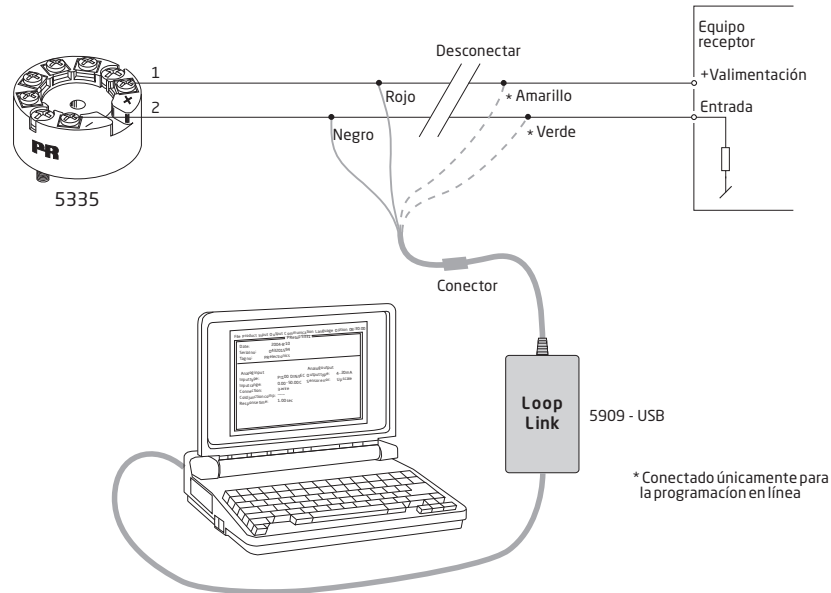 Equipo
receptor
+Valimentación
Entrada
Desconectar
1
2
Rojo
Negro
* Amarillo
* Verde
PR
5335
Conector
Loop
Link
5909 - USB
* Conectado únicamente para
la programacíon en línea